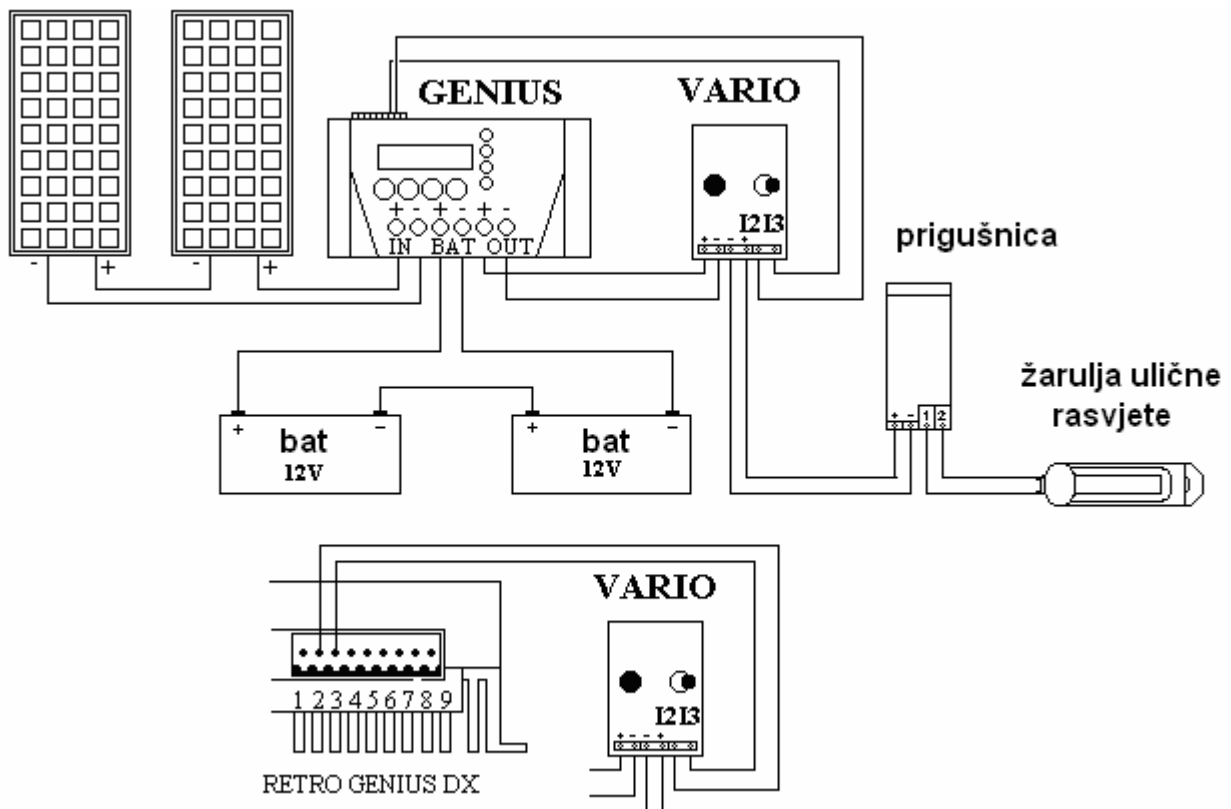 GENIUS VARIO
I2 I3
+ - + - + -
IN BAT OUT
+ - - +
- + - +
prigušnica
+ - 1 2
žarulja ulične
rasvjete
+ bat -
12V
+ bat -
12V
VARIO
I2 I3
+ - - +
1 2 3 4 5 6 7 8 9
RETRO GENIUS DX